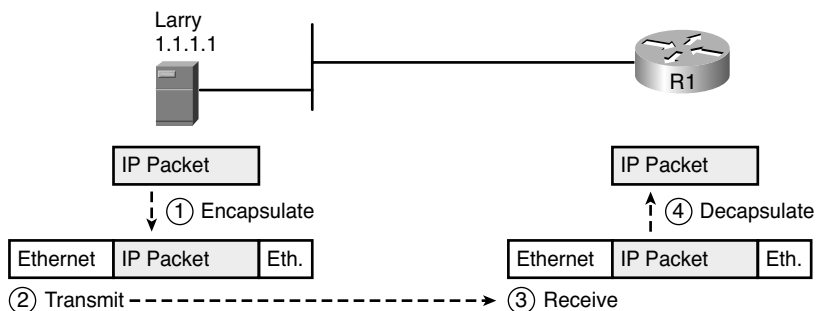 Larry
1.1.1.1
R1
IP Packet
IP Packet
① Encapsulate
④ Decapsulate
Ethernet IP Packet Eth.
Ethernet IP Packet Eth.
② Transmit
③ Receive